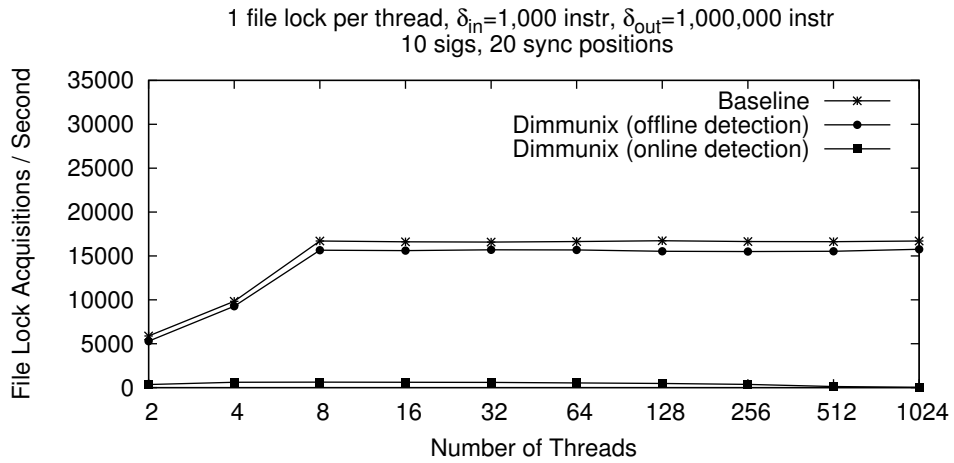 1 file lock per thread, δin=1,000 instr, δout=1,000,000 instr
10 sigs, 20 sync positions
File Lock Acquisitions / Second
35000
30000
25000
20000
15000
10000
5000
0
Baseline
Dimmunix (offline detection)
Dimmunix (online detection)
2 4 8 16 32 64 128 256 512 1024
Number of Threads